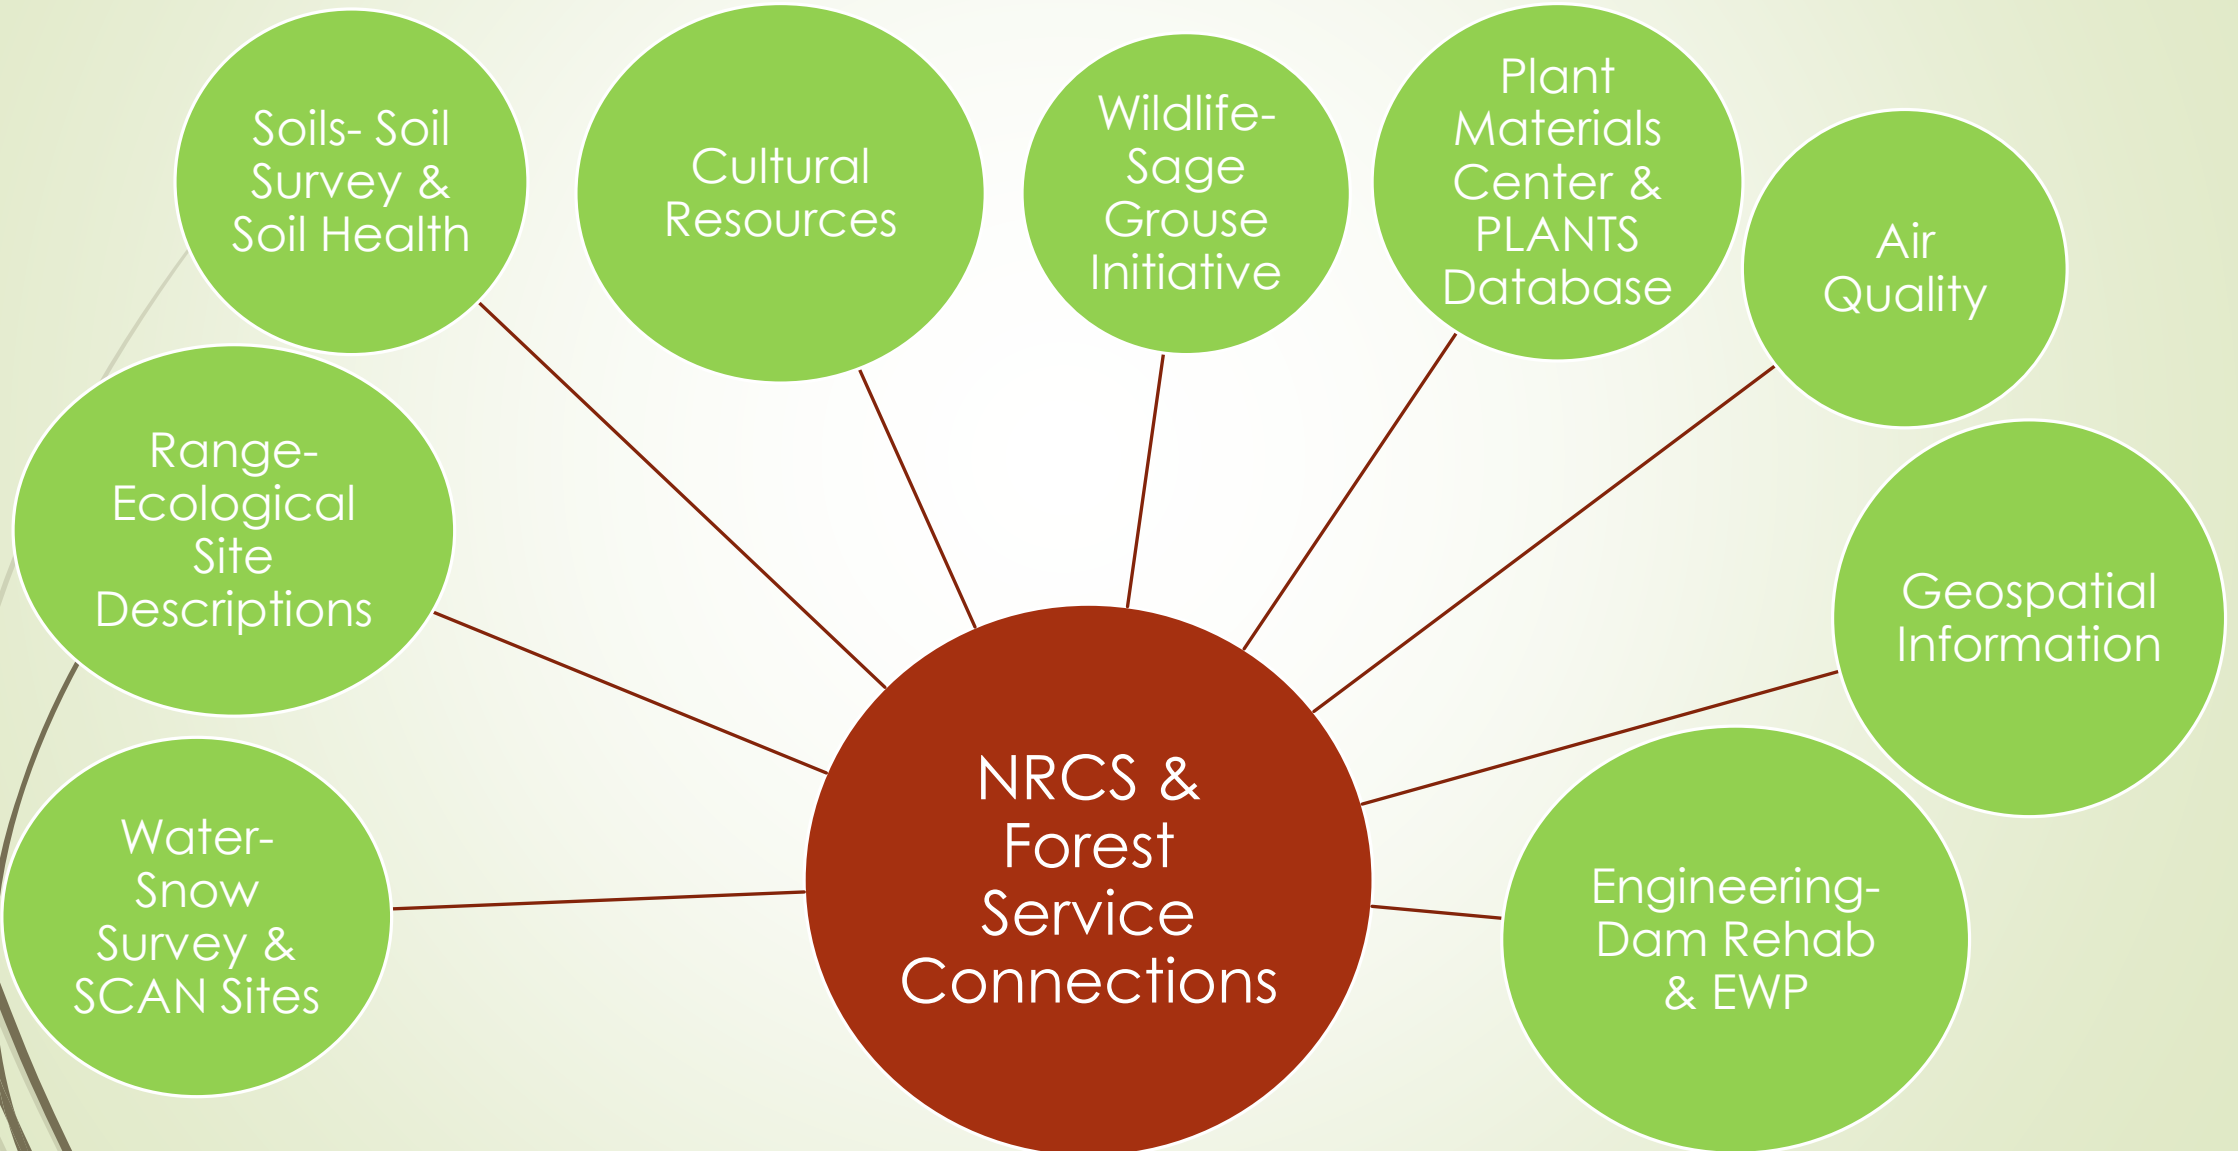 Soils- Soil
Survey &
Soil Health
Cultural
Resources
Wildlife-
Sage
Grouse
Initiative
Plant
Materials
Center &
PLANTS
Database
Air
Quality
Range-
Ecological
Site
Descriptions
Geospatial
Information
Water-
Snow
Survey &
SCAN Sites
NRCS &
Forest
Service
Connections
Engineering-
Dam Rehab
& EWP